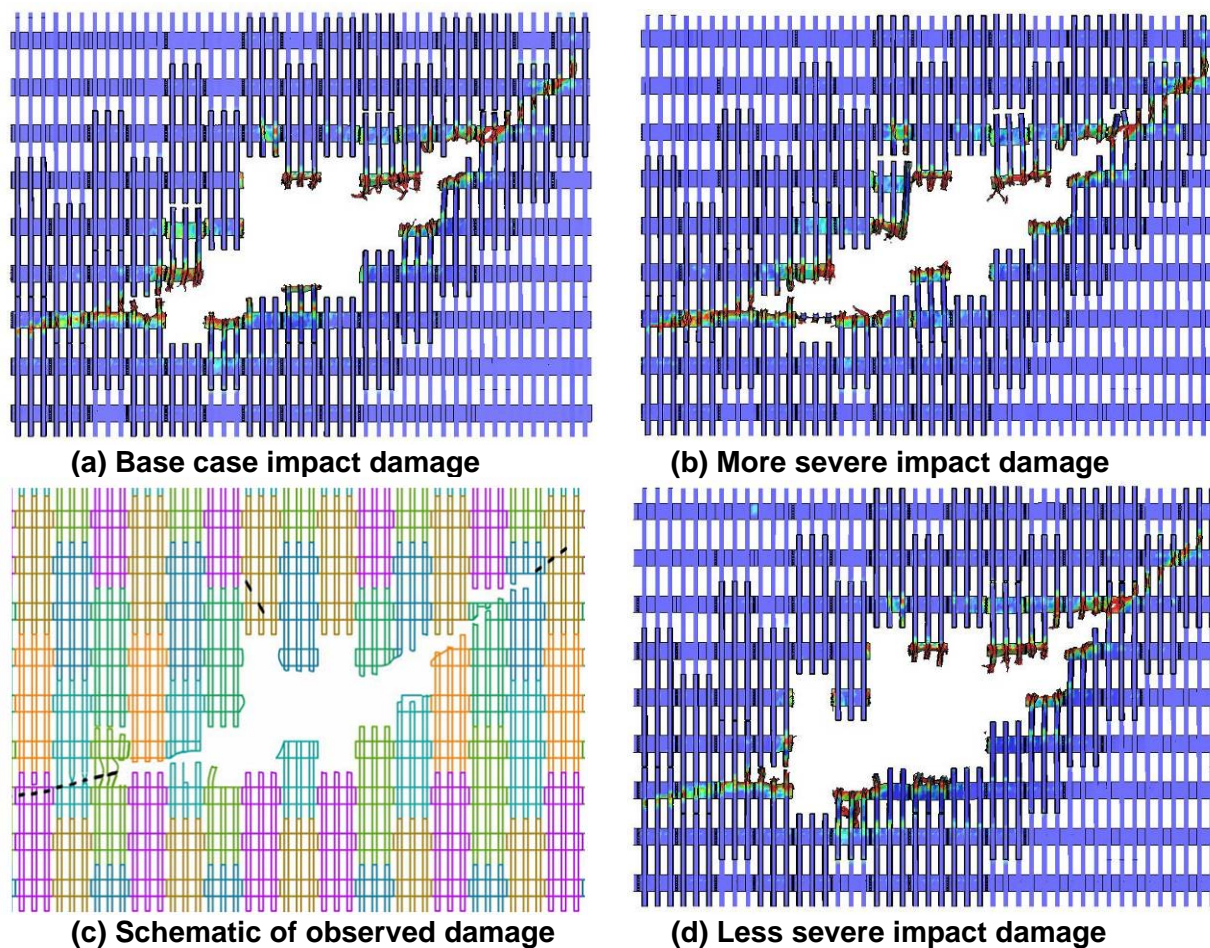 (a) Base case impact damage
(b) More severe impact damage
(c) Schematic of observed damage
(d) Less severe impact damage